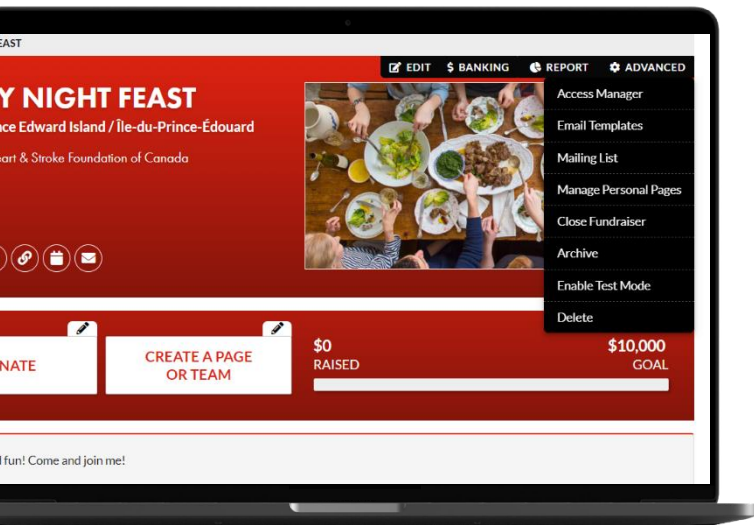 EAST
EDIT $ BANKING REPORT ADVANCED
Y NIGHT FEAST
nce Edward Island / Île-du-Prince-Édouard
eart & Stroke Foundation of Canada
Access Manager
Email Templates
Mailing List
Manage Personal Pages
Close Fundraiser
Archive
Enable Test Mode
Delete
NATE
CREATE A PAGE
OR TEAM
$0
RAISED
$10,000
GOAL
d fun! Come and join me!